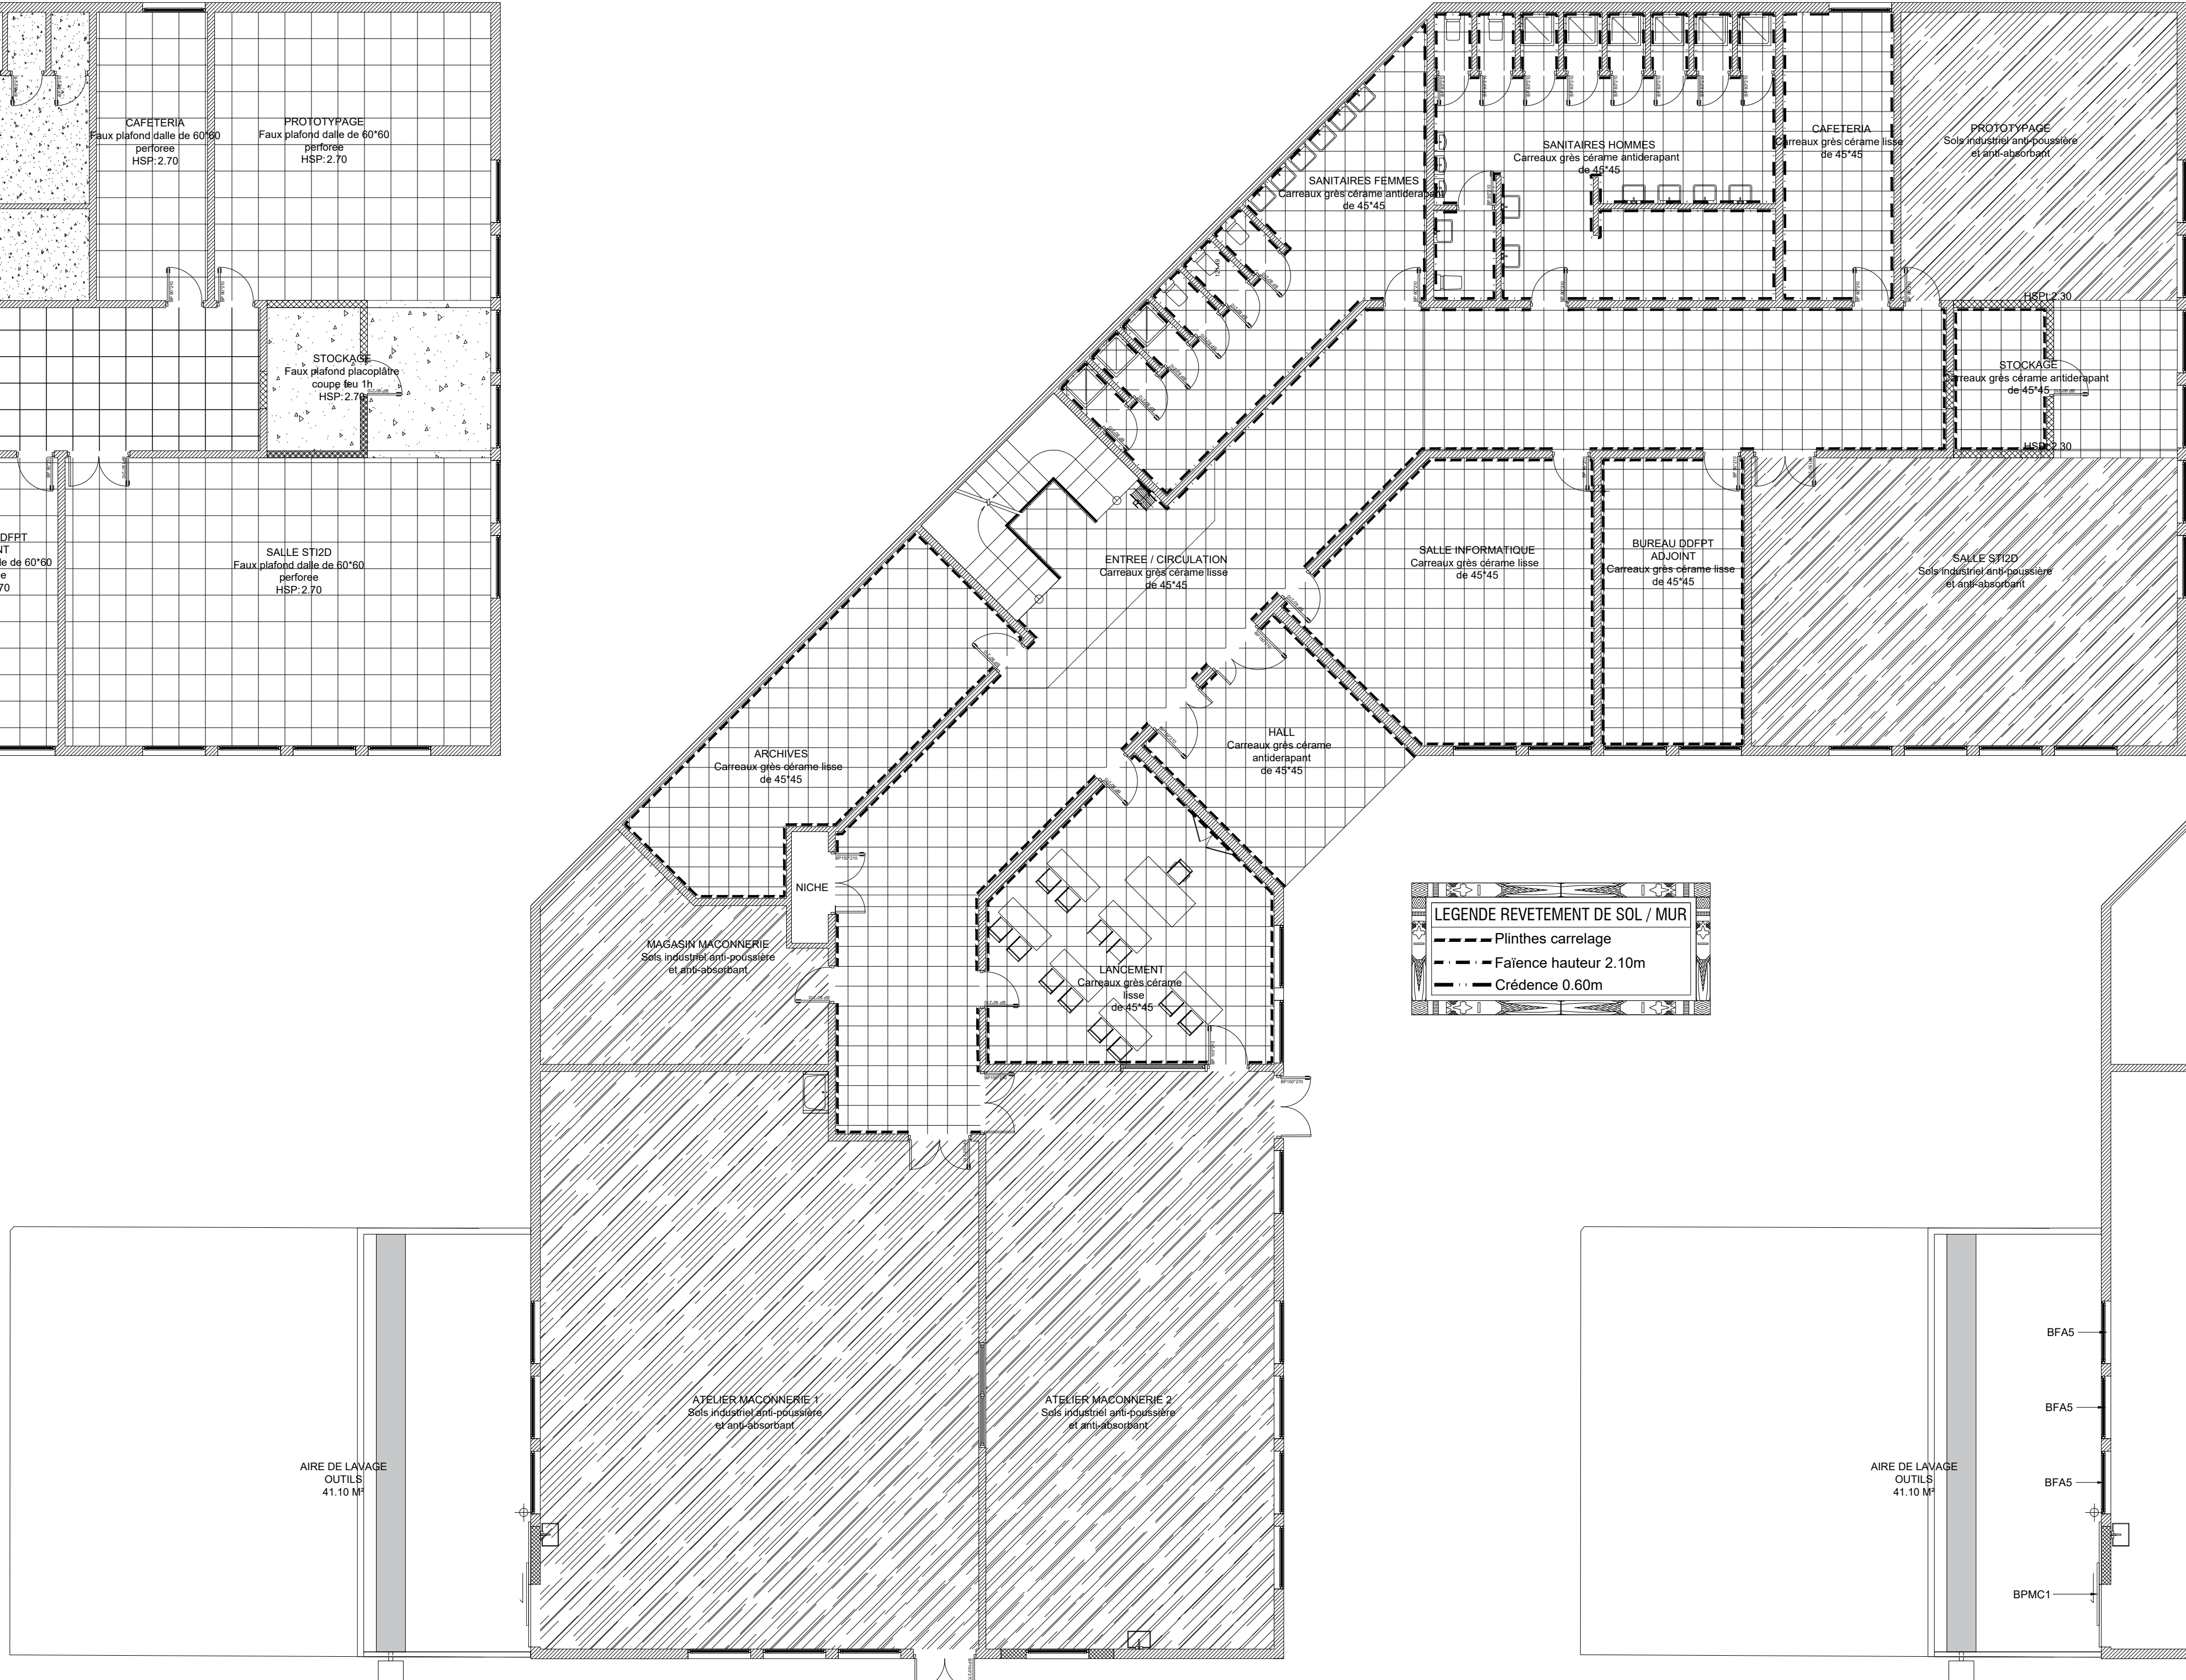 CAFETERIA
Faux plafond dalle de 60*60
perforee
HSP: 2.70
PROTOTYPAGE
Faux plafond dalle de 60*60
perforee
HSP: 2.70
STOCKAGE
Faux plafond placoplâtre
coupe feu 1h
HSP: 2.70
DDFPT
NT
le de 60*60
e
70
SALLE STI2D
Faux plafond dalle de 60*60
perforee
HSP: 2.70
SANITAIRES FEMMES
Carreaux grès cérame antiderapant
de 45*45
SANITAIRES HOMMES
Carreaux grès cérame antiderapant
de 45*45
CAFETERIA
Carreaux grès cérame lisse
de 45*45
PROTOTYPAGE
Sols industriel anti-poussière
et anti-absorbant
HSP: 2.30
STOCKAGE
Carreaux grès cérame antiderapant
de 45*45
HSP: 2.30
ENTREE / CIRCULATION
Carreaux grès cérame lisse
de 45*45
SALLE INFORMATIQUE
Carreaux grès cérame lisse
de 45*45
BUREAU DDFPT
ADJOINT
Carreaux grès cérame lisse
de 45*45
SALLE STI2D
Sols industriel anti-poussière
et anti-absorbant
ARCHIVES
Carreaux grès cérame lisse
de 45*45
HALL
Carreaux grès cérame
antiderapant
de 45*45
BP150*210
NICHE
MAGASIN MACONNERIE
Sols industriel anti-poussière
et anti-absorbant
LANCEMENT
Carreaux grès cérame
lisse
de 45*45
BP150*270
LEGENDE REVETEMENT DE SOL / MUR
Plinthes carrelage
Faïence hauteur 2.10m
Crédence 0.60m
ATELIER MACONNERIE 1
Sols industriel anti-poussière
et anti-absorbant
ATELIER MACONNERIE 2
Sols industriel anti-poussière
et anti-absorbant
AIRE DE LAVAGE
OUTILS
41.10 M²
AIRE DE LAVAGE
OUTILS
41.10 M²
BFA5
BFA5
BFA5
BPMC1